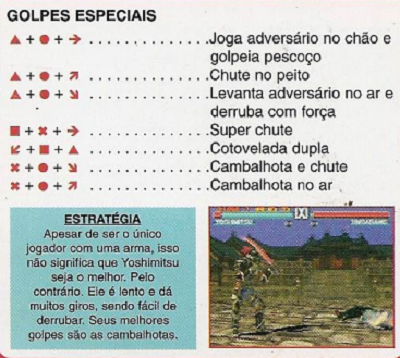 GOLPES ESPECIAIS
▲ + ● + → ..................Joga adversário no chão e
golpeia pescoço
▲ + ● + ↗ ..................Chute no peito
▲ + ● + ↘ ..................Levanta adversário no ar e
derruba com força
■ + ✖ + → ..................Super chute
↙ + ■ + ▲ ..................Cotovelada dupla
✖ + ● + ↘ ..................Cambalhota e chute
✖ + ● + ↗ ..................Cambalhota no ar
ESTRATÉGIA
Apesar de ser o único
jogador com uma arma, isso
não significa que Yoshimitsu
seja o melhor. Pelo
contrário. Ele é lento e dá
muitos giros, sendo fácil de
derrubar. Seus melhores
golpes são as cambalhotas.